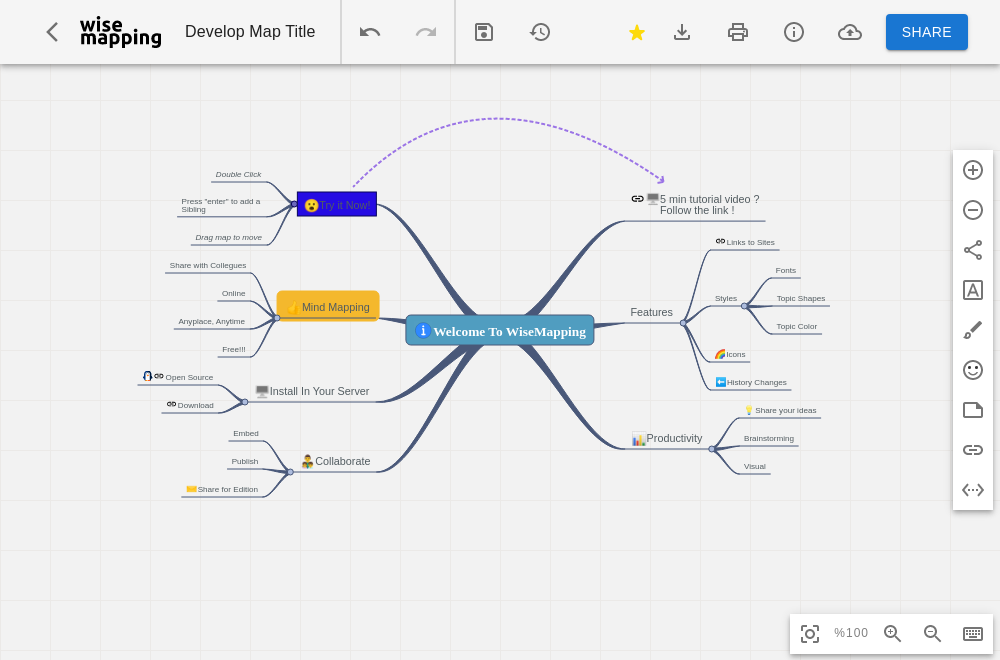 wise
mapping
Develop Map Title
SHARE
Double Click
Press "enter" to add a
Sibling
Drag map to move
Try it Now!
5 min tutorial video ?
Follow the link !
Share with Collegues
Online
Anyplace, Anytime
Free!!!
Mind Mapping
Welcome To WiseMapping
Links to Sites
Features
Styles
Fonts
Topic Shapes
Topic Color
Icons
History Changes
Open Source
Download
Install In Your Server
Embed
Publish
Share for Edition
Collaborate
Productivity
Share your ideas
Brainstorming
Visual
%100